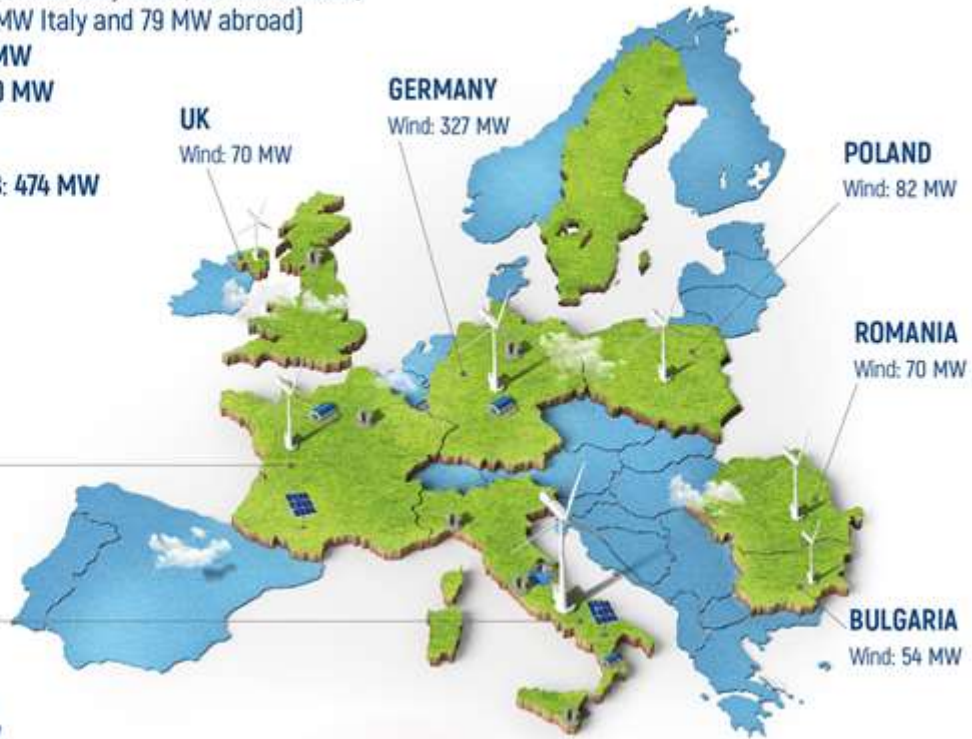 MW Italy and 79 MW abroad)
MW
MW
: 474 MW
UK
Wind: 70 MW
GERMANY
Wind: 327 MW
POLAND
Wind: 82 MW
ROMANIA
Wind: 70 MW
BULGARIA
Wind: 54 MW